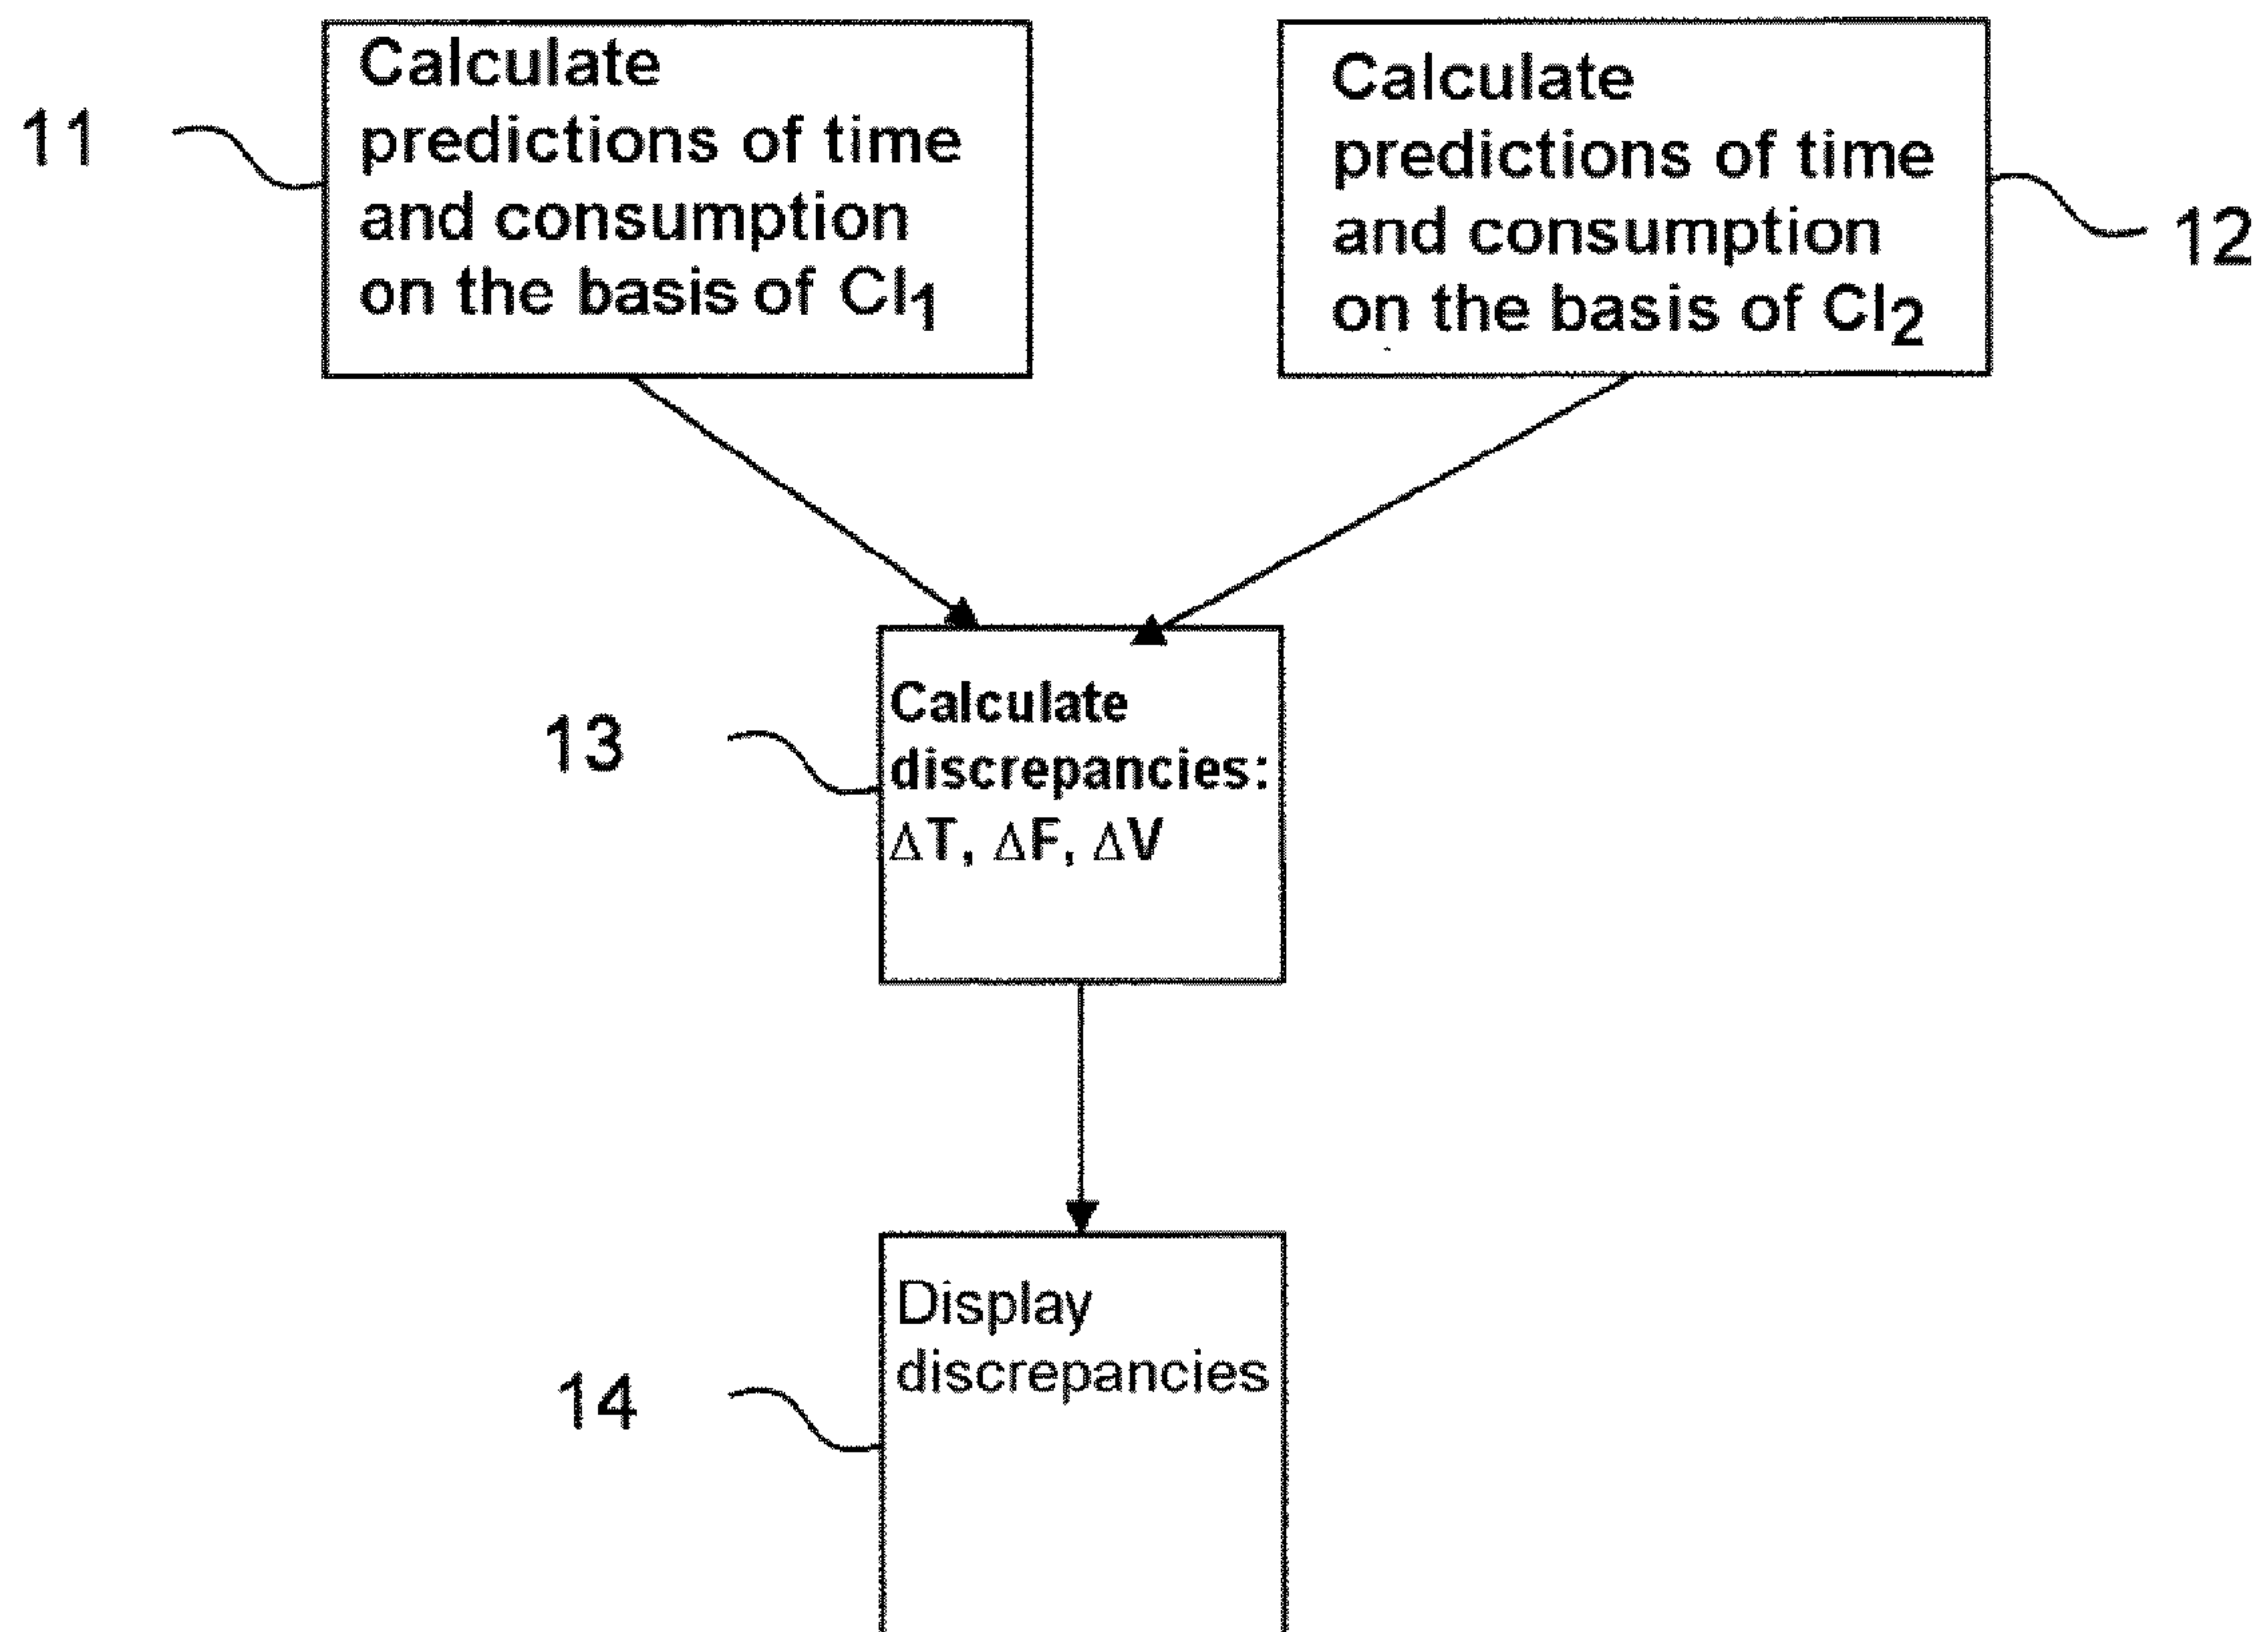 11
Calculate
predictions of time
and consumption
on the basis of CI1
Calculate
predictions of time
and consumption
on the basis of CI2
12
13
Calculate
discrepancies:
ΔT, ΔF, ΔV
14
Display
discrepancies